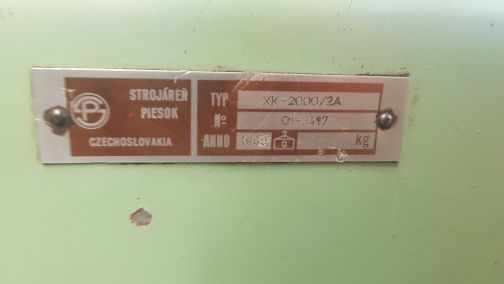 STROJÁREŇ
PIESOK
CZECHOSLOVAKIA
TYP XK-2000/2A
№
ANNO kg